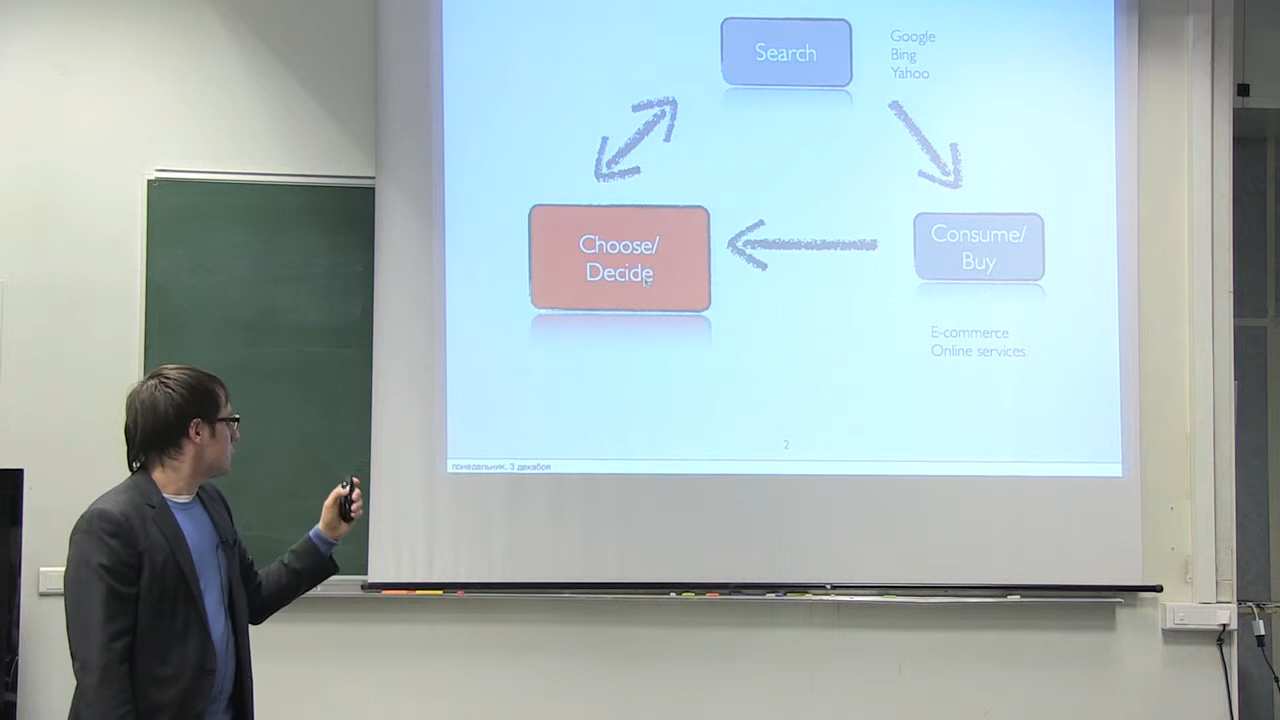 Search
Google
Bing
Yahoo
Choose/
Decide
Consume/
Buy
E-commerce
Online services
2
понедельник, 3 декабря